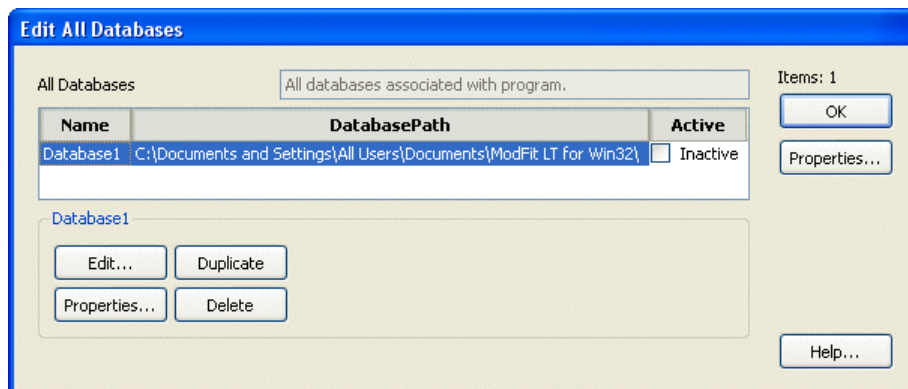 Edit All Databases
All Databases
All databases associated with program.
Items: 1
OK
Properties...
Name DatabasePath Active
Database1 C:\Documents and Settings\All Users\Documents\ModFit LT for Win32\ Inactive
Database1
Edit... Duplicate
Properties... Delete
Help...